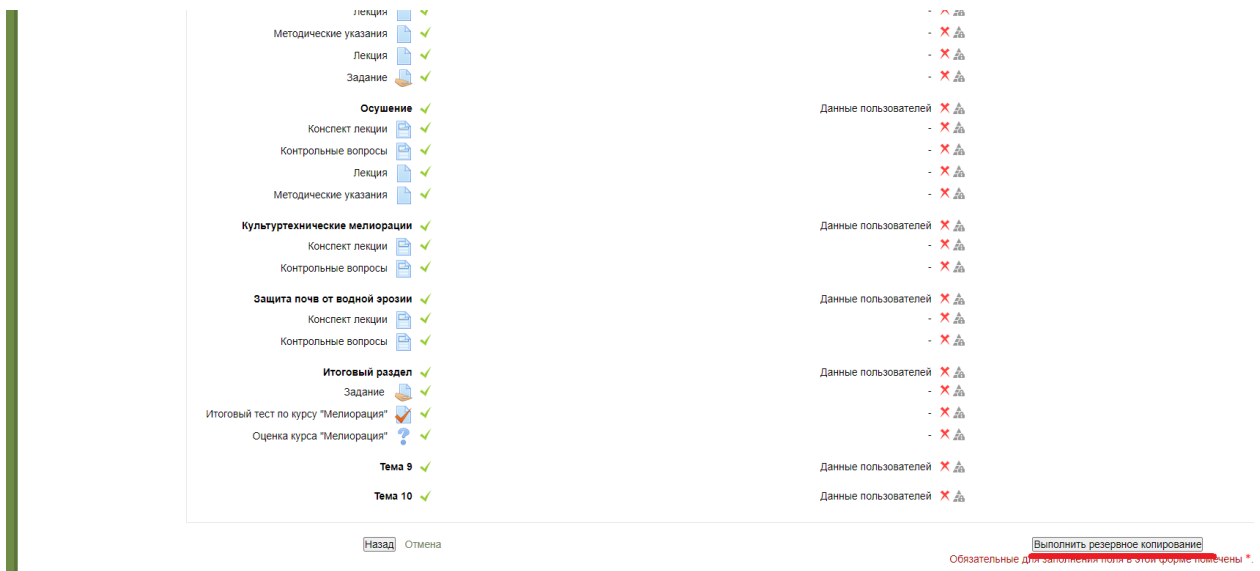 Лекция -
Методические указания -
Лекция -
Задание -
Осушение Данные пользователей
Конспект лекции -
Контрольные вопросы -
Лекция -
Методические указания -
Культуртехнические мелиорации Данные пользователей
Конспект лекции -
Контрольные вопросы -
Защита почв от водной эрозии Данные пользователей
Конспект лекции -
Контрольные вопросы -
Итоговый раздел Данные пользователей
Задание -
Итоговый тест по курсу "Мелиорация" -
Оценка курса "Мелиорация" -
Тема 9 Данные пользователей
Тема 10 Данные пользователей
Назад Отмена Выполнить резервное копирование
Обязательные для заполнения поля в этой форме помечены *.